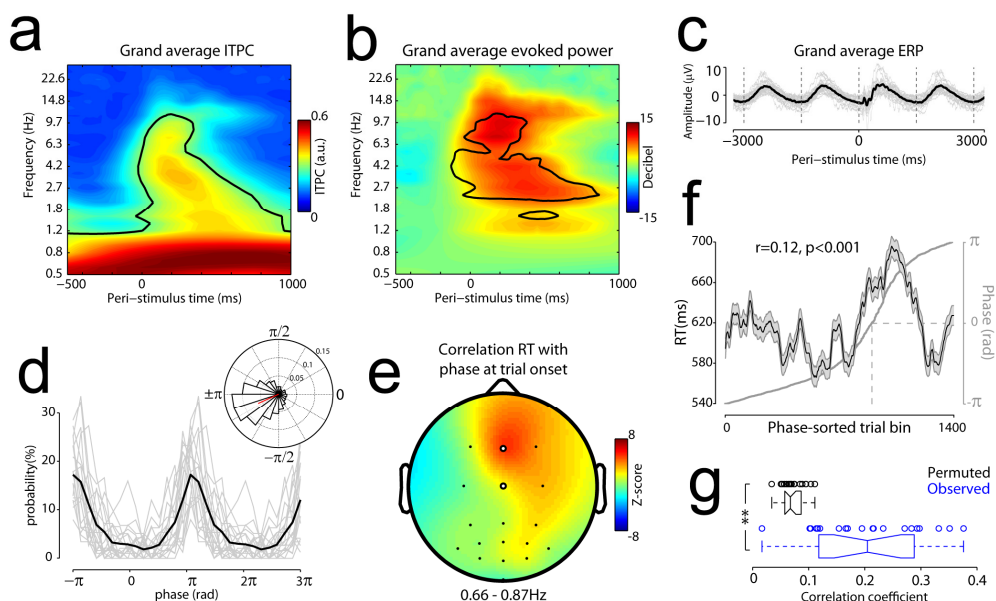 a
Grand average ITPC
22.6
14.8
9.7
6.3
4.2
2.7
1.8
1.2
0.8
0.5
Frequency (Hz)
−500
0
1000
Peri−stimulus time (ms)
0.6
0
ITPC (a.u.)
b
Grand average evoked power
22.6
14.8
9.7
6.3
4.2
2.7
1.8
1.2
0.8
0.5
Frequency (Hz)
−500
0
1000
Peri−stimulus time (ms)
15
-15
Decibel
c
Grand average ERP
10
0
−10
Amplitude (μV)
−3000
0
3000
Peri−stimulus time (ms)
d
30
20
10
0
probability(%)
−π
0
π
2π
3π
phase (rad)
π/2
0.15
0.1
0.05
±π
0
−π/2
e
Correlation RT with
phase at trial onset
8
-8
Z-score
0.66 - 0.87Hz
f
r=0.12, p<0.001
700
660
620
580
540
RT(ms)
π
0
-π
Phase (rad)
0
1400
Phase-sorted trial bin
g
Permuted
Observed
**
0
0.1
0.2
0.3
0.4
Correlation coefficient